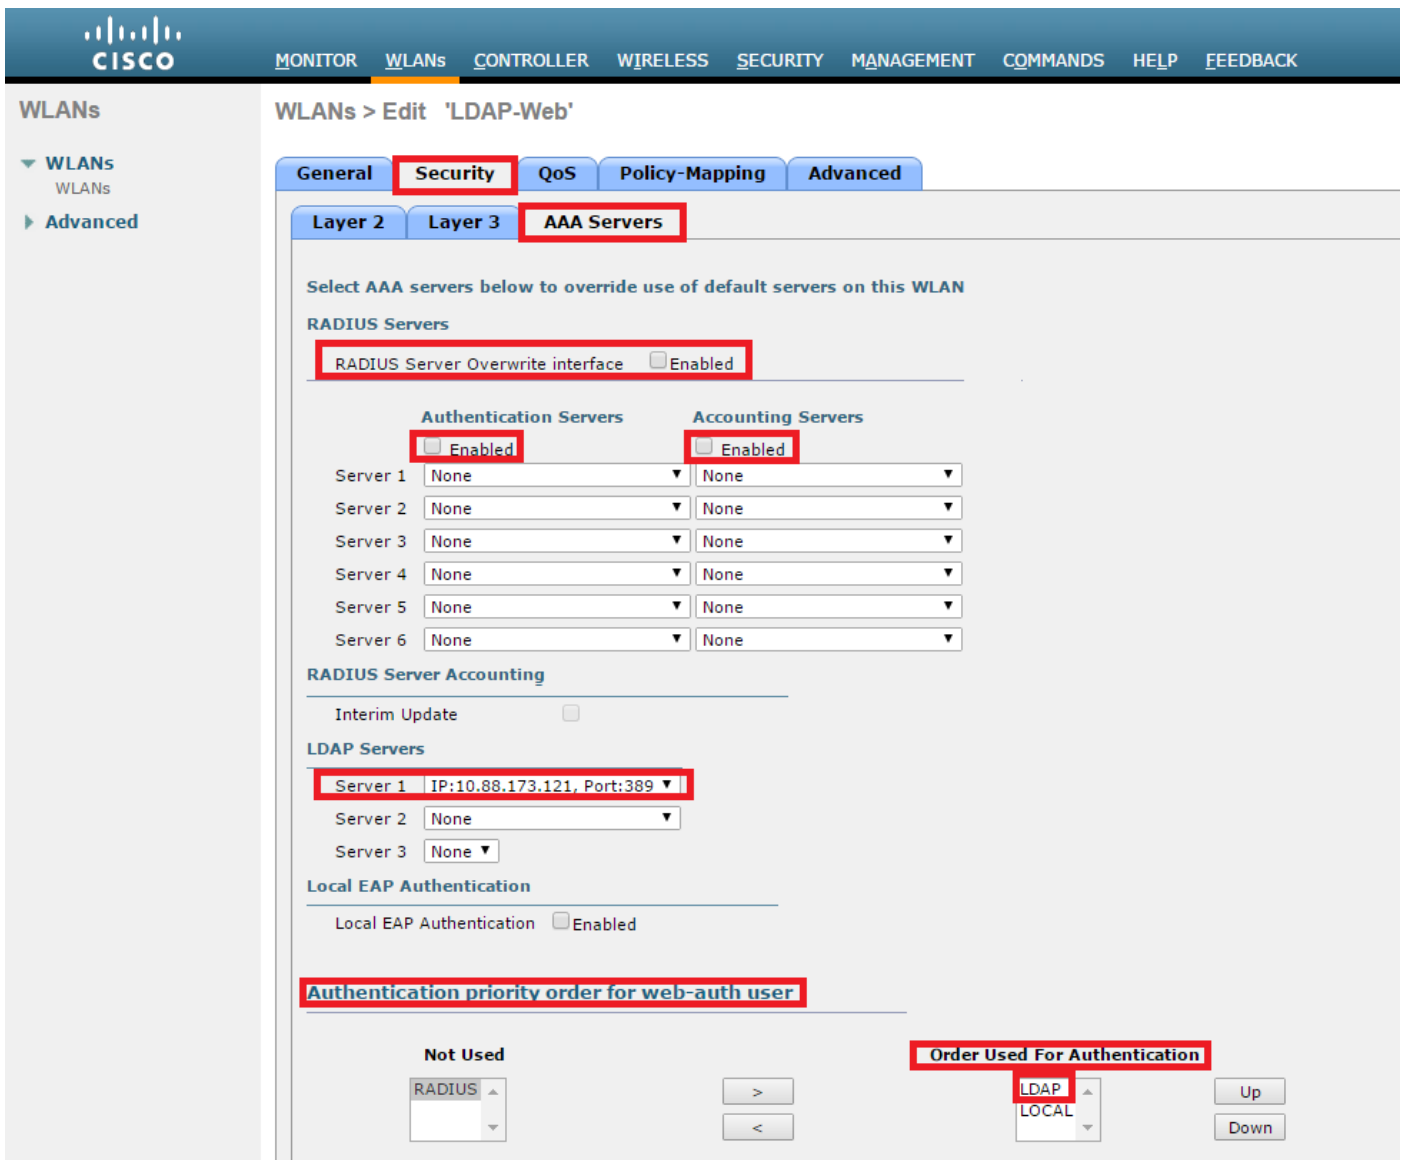 CISCO
MONITOR WLANs CONTROLLER WIRELESS SECURITY MANAGEMENT COMMANDS HELP FEEDBACK
WLANs
WLANs
WLANs
Advanced
WLANs > Edit 'LDAP-Web'
General Security QoS Policy-Mapping Advanced
Layer 2 Layer 3 AAA Servers
Select AAA servers below to override use of default servers on this WLAN
RADIUS Servers
RADIUS Server Overwrite interface Enabled
Authentication Servers Accounting Servers
Enabled Enabled
Server 1 None None
Server 2 None None
Server 3 None None
Server 4 None None
Server 5 None None
Server 6 None None
RADIUS Server Accounting
Interim Update
LDAP Servers
Server 1 IP:10.88.173.121, Port:389
Server 2 None
Server 3 None
Local EAP Authentication
Local EAP Authentication Enabled
Authentication priority order for web-auth user
Not Used Order Used For Authentication
RADIUS > LDAP Up
< LOCAL Down